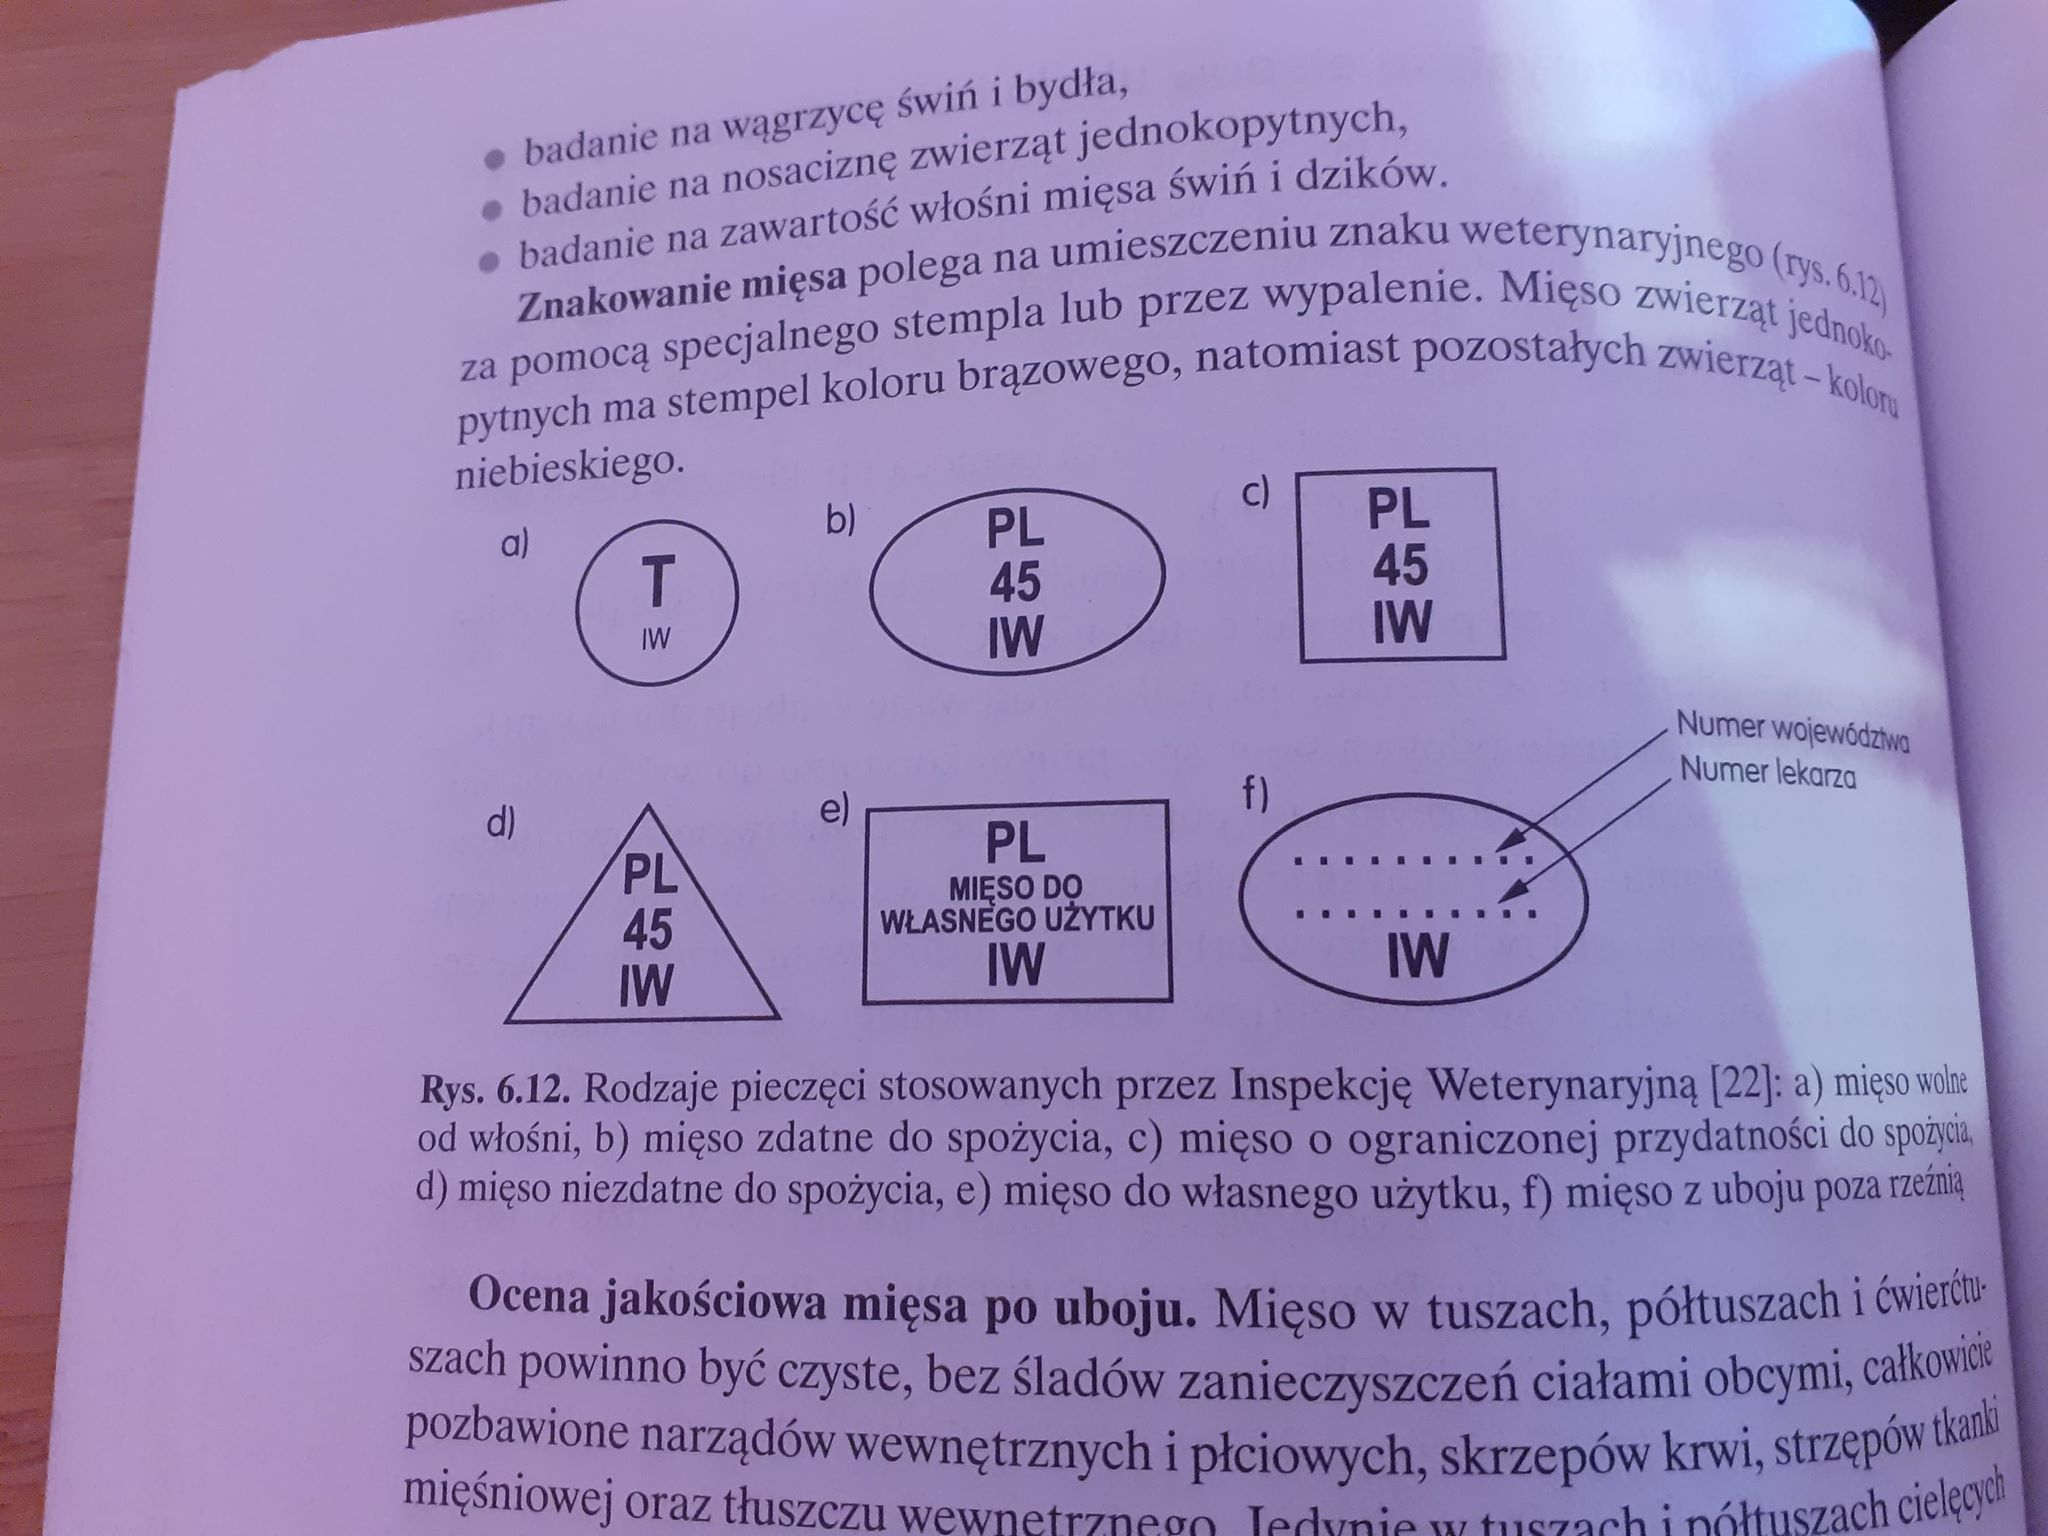 ● badanie na wągrzycę świń i bydła,
● badanie na nosaciznę zwierząt jednokopytnych,
● badanie na zawartość włośni mięsa świń i dzików.
Znakowanie mięsa polega na umieszczeniu znaku weterynaryjnego (rys. 6.12)
za pomocą specjalnego stempla lub przez wypalenie. Mięso zwierząt jednoko-
pytnych ma stempel koloru brązowego, natomiast pozostałych zwierząt – koloru
niebieskiego.
a)
T
IW
b)
PL
45
IW
c)
PL
45
IW
d)
PL
45
IW
e)
PL
MIĘSO DO
WŁASNEGO UŻYTKU
IW
f)
Numer województwa
Numer lekarza
..........
..........
IW
Rys. 6.12. Rodzaje pieczęci stosowanych przez Inspekcję Weterynaryjną [22]: a) mięso wolne
od włośni, b) mięso zdatne do spożycia, c) mięso o ograniczonej przydatności do spożycia,
d) mięso niezdatne do spożycia, e) mięso do własnego użytku, f) mięso z uboju poza rzeźnią
Ocena jakościowa mięsa po uboju. Mięso w tuszach, półtuszach i ćwierćtu-
szach powinno być czyste, bez śladów zanieczyszczeń ciałami obcymi, całkowicie
pozbawione narządów wewnętrznych i płciowych, skrzepów krwi, strzępów tkanki
mięśniowej oraz tłuszczu wewnętrznego. Jedynie w tuszach i półtuszach cielęcych